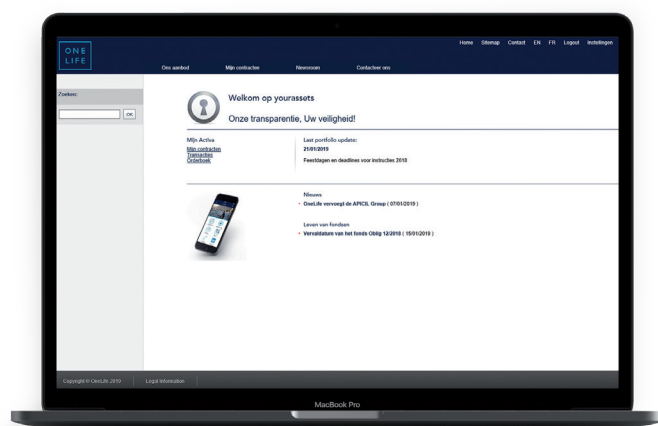 ONE
LIFE
Home Sitemap Contact EN FR Logout Instellingen
Ons aanbod Mijn contracten Newsroom Contacteer ons
Zoeken:
OK
Welkom op yourassets
Onze transparentie, Uw veiligheid!
Mijn Activa
Mijn contracten
Transacties
Orderboek
Last portfolio update:
21/01/2019
Feestdagen en deadlines voor instructies 2018
Nieuws
OneLife vervoegt de APICIL Group ( 07/01/2019 )
Leven van fondsen
Vervaldatum van het fonds Oblig 12/2018 ( 15/01/2019 )
Copyright © OneLife 2019 Legal Information
MacBook Pro